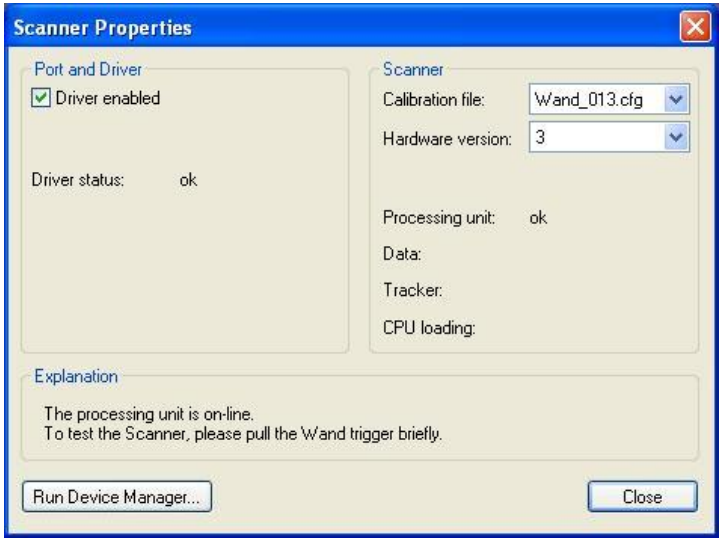 Scanner Properties
Port and Driver
Driver enabled
Driver status: ok
Scanner
Calibration file: Wand_013.cfg
Hardware version: 3
Processing unit: ok
Data:
Tracker:
CPU loading:
Explanation
The processing unit is on-line.
To test the Scanner, please pull the Wand trigger briefly.
Run Device Manager...
Close